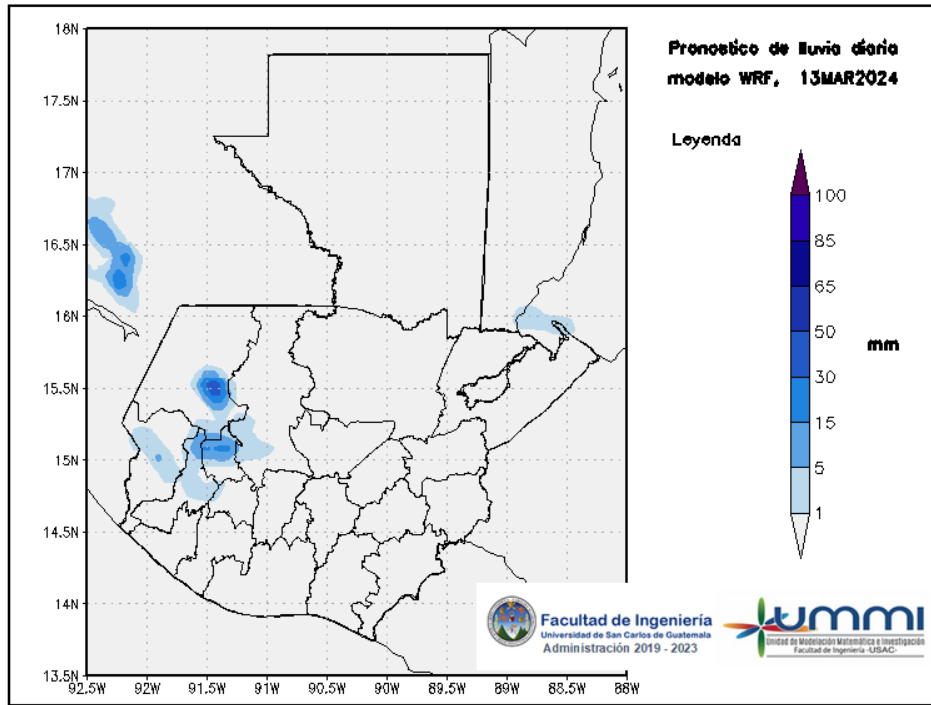 Pronostico de lluvia diaria
modelo WRF, 13MAR2024
Leyenda
100
85
65
50
30
15
5
1
mm
18N
17.5N
17N
16.5N
16N
15.5N
15N
14.5N
14N
13.5N
92.5W
92W
91.5W
91W
90.5W
90W
89.5W
89W
88.5W
88W
Facultad de Ingeniería
Universidad de San Carlos de Guatemala
Administración 2019 - 2023
ummi
Unidad de Modelación Matemática e Investigación
Facultad de Ingeniería -USAC-